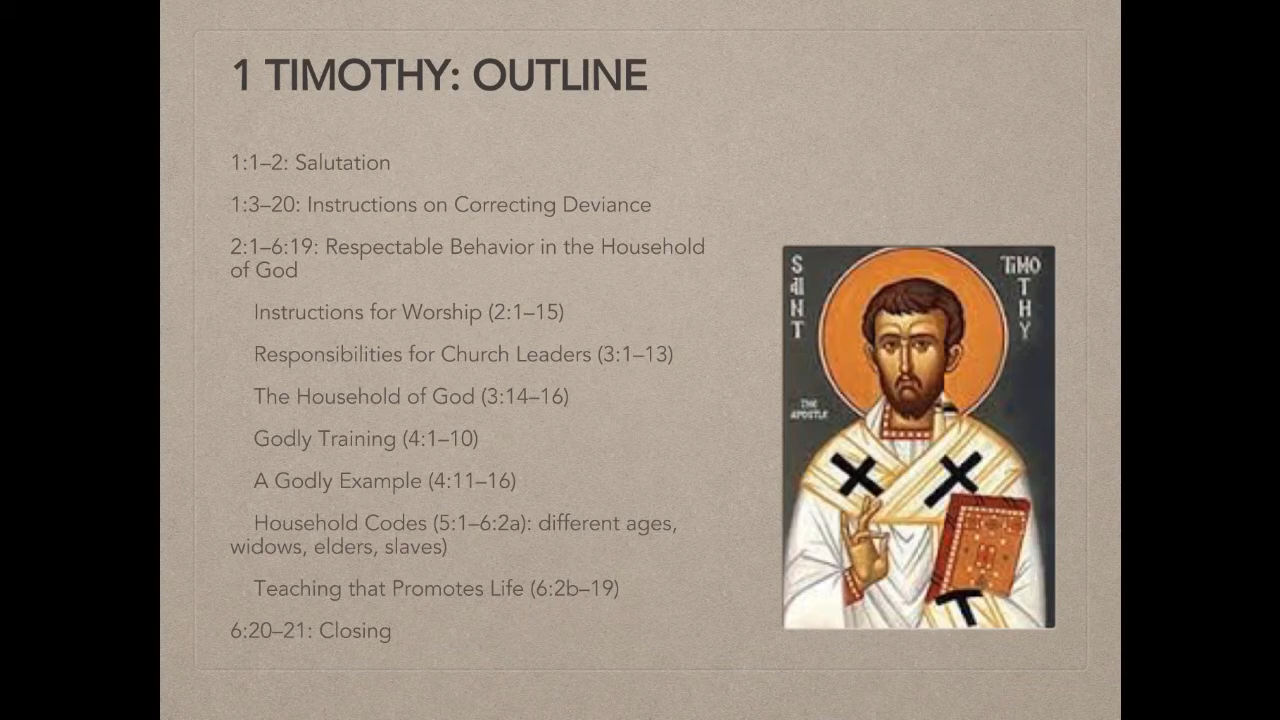 1 TIMOTHY: OUTLINE
1:1–2: Salutation
1:3–20: Instructions on Correcting Deviance
2:1–6:19: Respectable Behavior in the Household
of God
Instructions for Worship (2:1–15)
Responsibilities for Church Leaders (3:1–13)
The Household of God (3:14–16)
Godly Training (4:1–10)
A Godly Example (4:11–16)
Household Codes (5:1–6:2a): different ages,
widows, elders, slaves)
Teaching that Promotes Life (6:2b–19)
6:20–21: Closing
SAINT
TIMOTHY
THE
APOSTLE